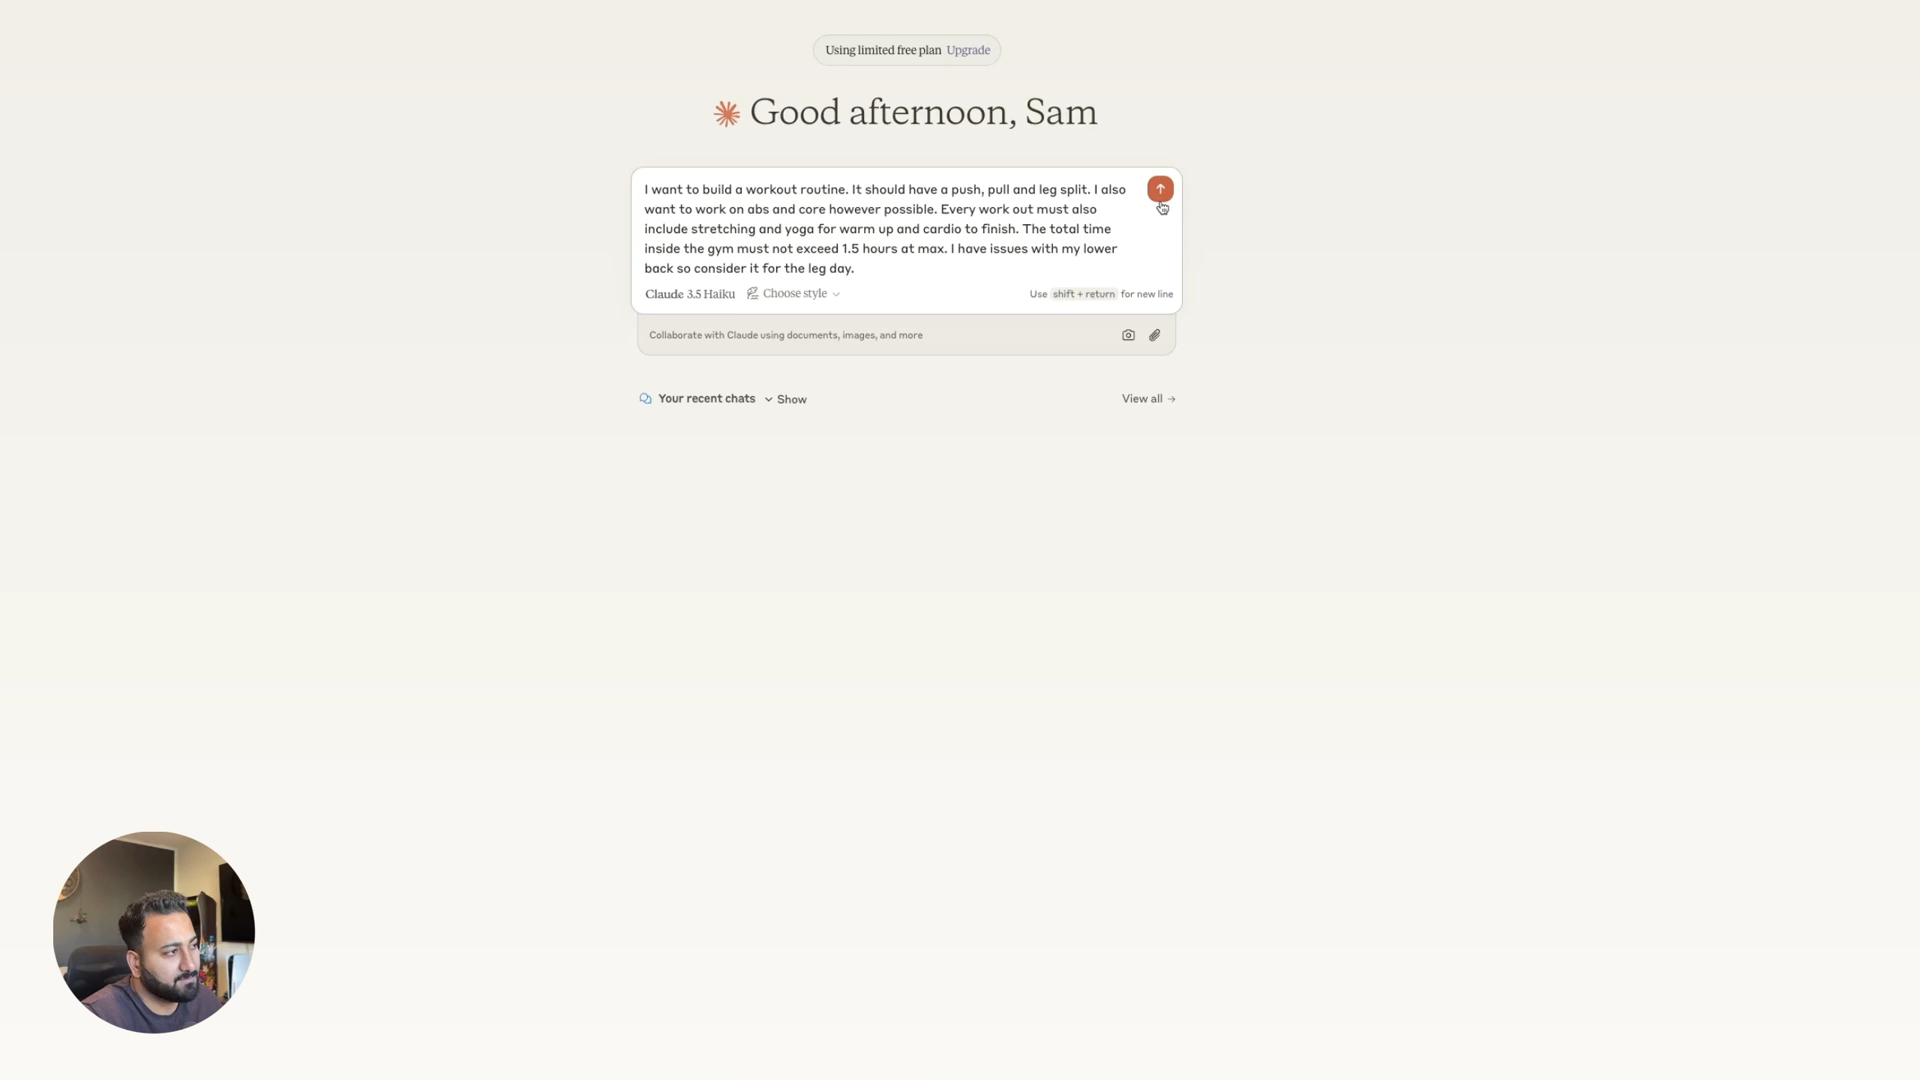 Using limited free plan Upgrade
Good afternoon, Sam
I want to build a workout routine. It should have a push, pull and leg split. I also
want to work on abs and core however possible. Every work out must also
include stretching and yoga for warm up and cardio to finish. The total time
inside the gym must not exceed 1.5 hours at max. I have issues with my lower
back so consider it for the leg day.
Claude 3.5 Haiku Choose style Use shift + return for new line
Collaborate with Claude using documents, images, and more
Your recent chats Show View all →